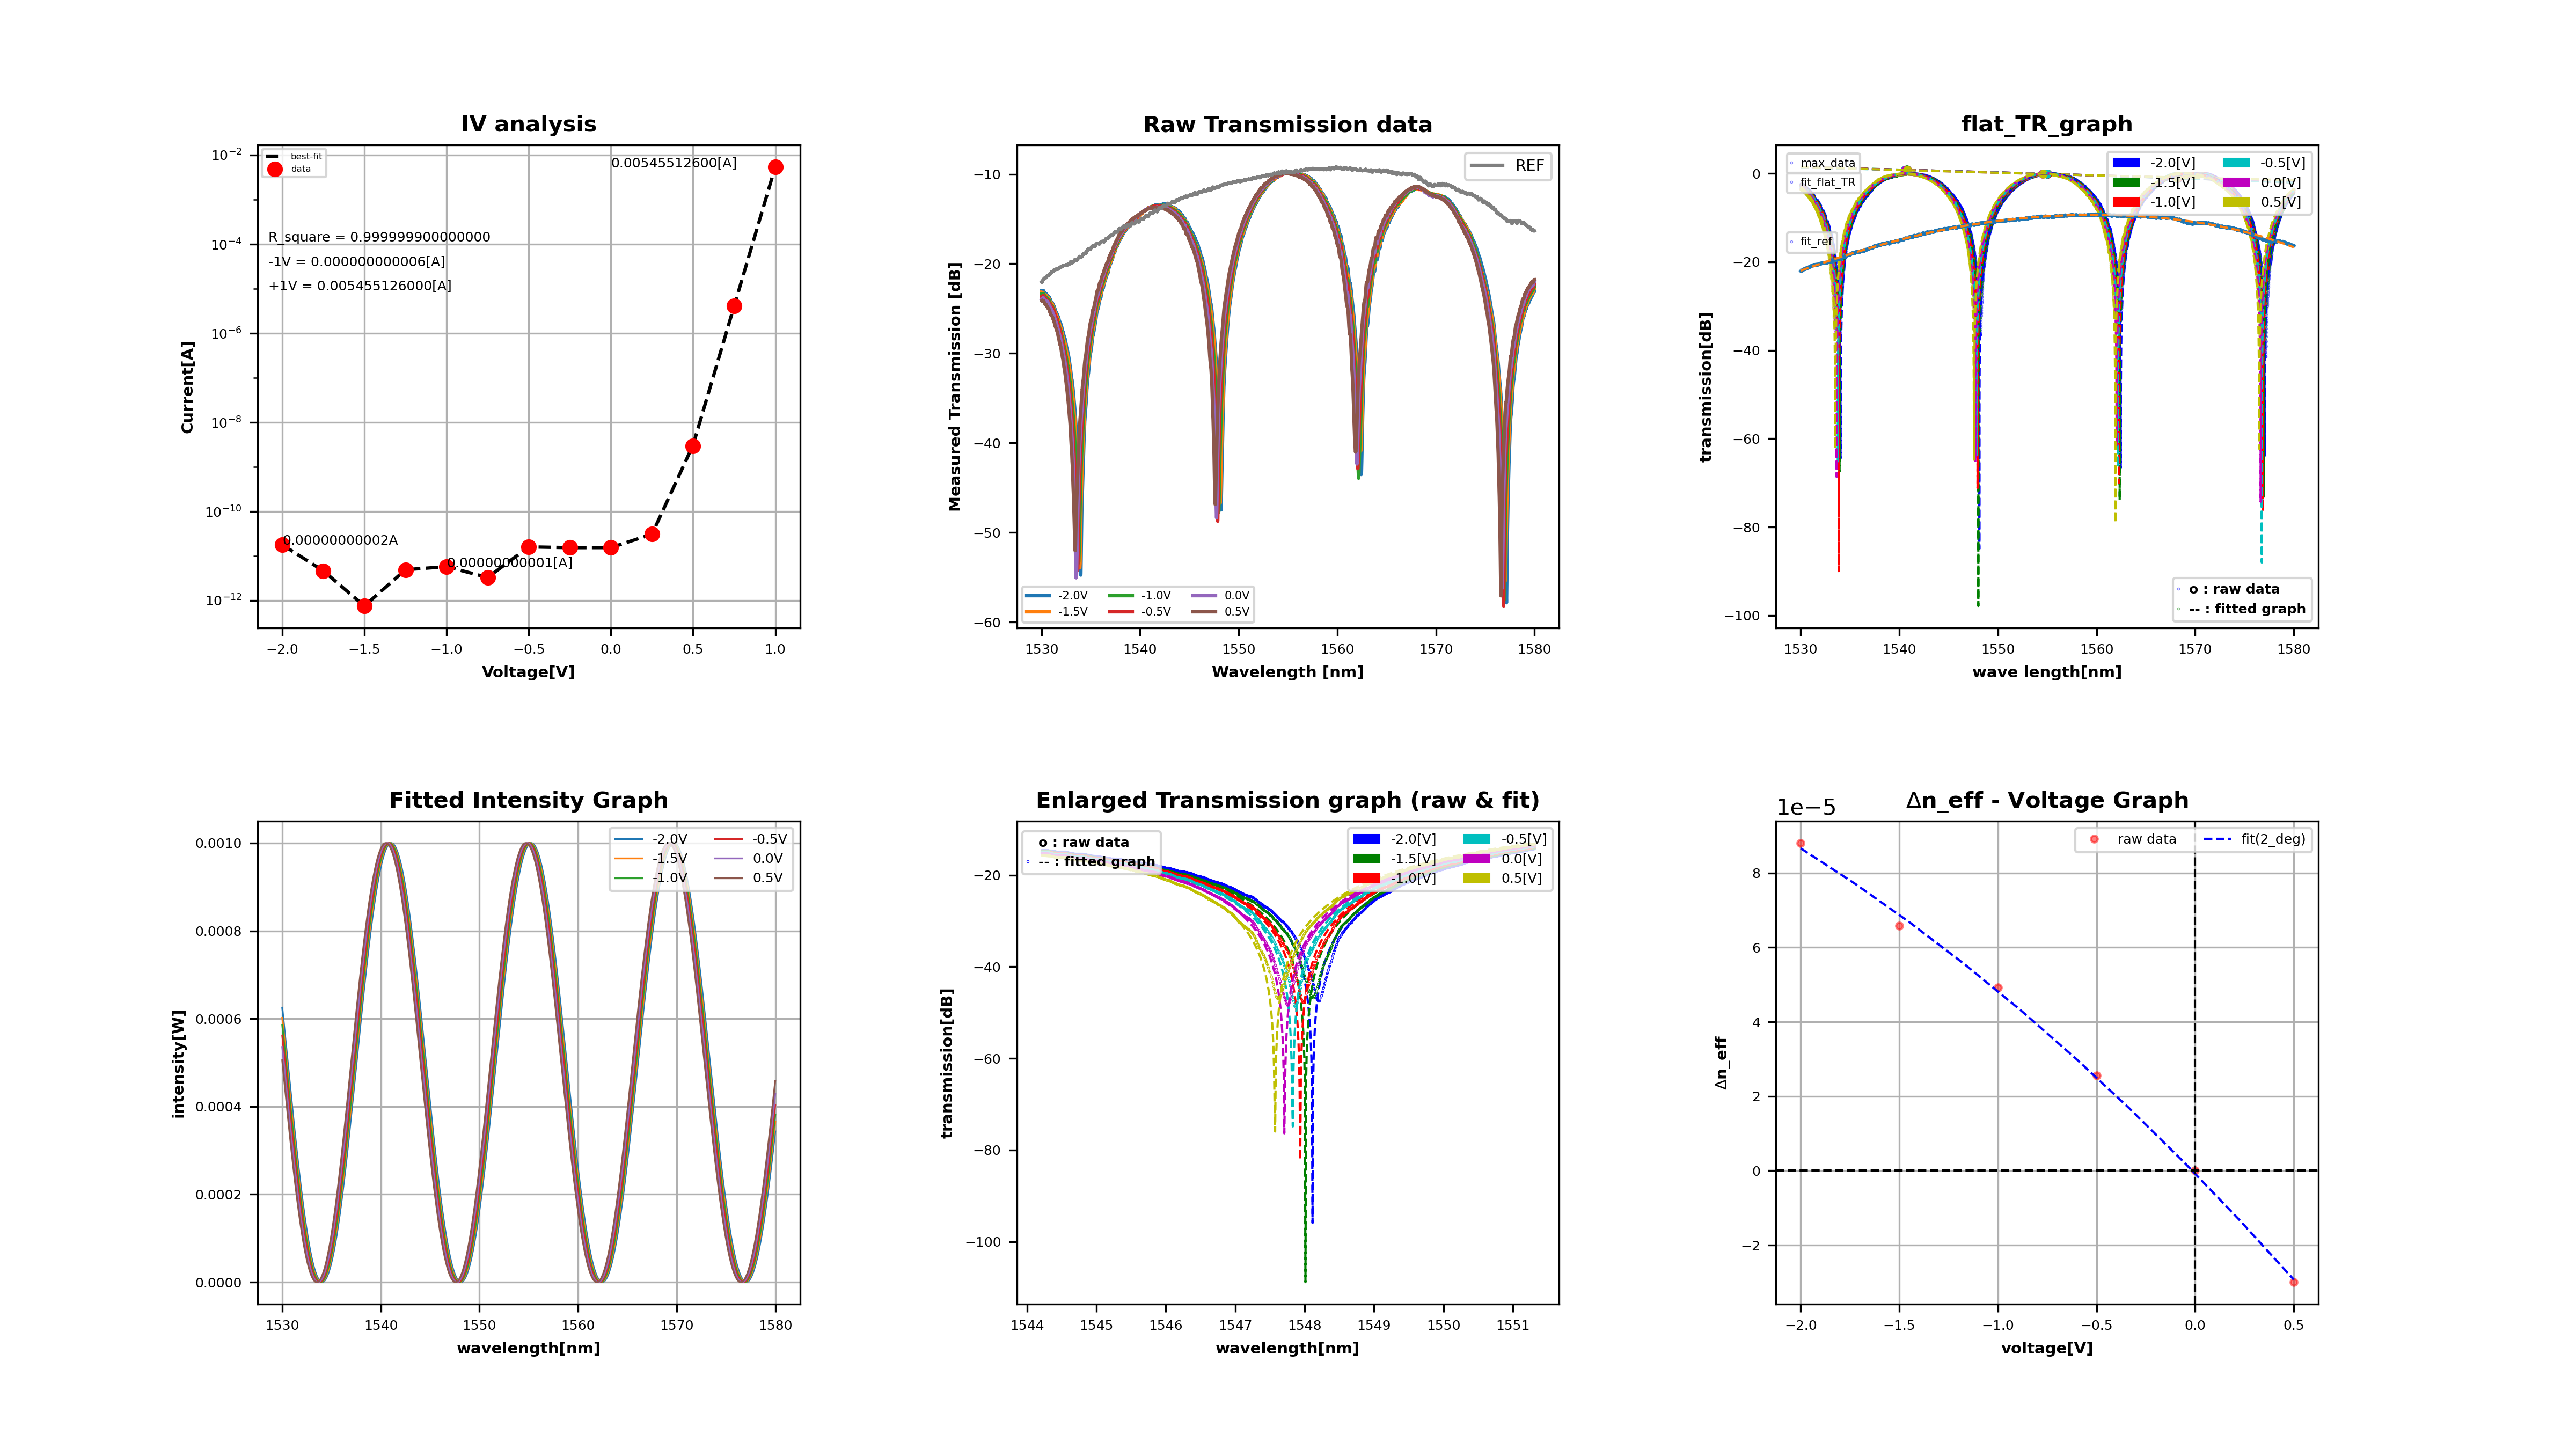 IV analysis
best-fit
data
0.00545512600[A]
R_square = 0.999999900000000
-1V = 0.000000000006[A]
+1V = 0.005455126000[A]
0.00000000002A
0.00000000001[A]
10−2
10−4
10−6
10−8
10−10
10−12
Current[A]
−2.0 −1.5 −1.0 −0.5 0.0 0.5 1.0
Voltage[V]
Raw Transmission data
REF
−10
−20
−30
−40
−50
−60
Measured Transmission [dB]
-2.0V -1.0V 0.0V
-1.5V -0.5V 0.5V
1530 1540 1550 1560 1570 1580
Wavelength [nm]
flat_TR_graph
max_data
fit_flat_TR
fit_ref
-2.0[V] -0.5[V]
-1.5[V] 0.0[V]
-1.0[V] 0.5[V]
0
−20
−40
−60
−80
−100
transmission[dB]
o : raw data
-- : fitted graph
1530 1540 1550 1560 1570 1580
wave length[nm]
Fitted Intensity Graph
-2.0V -0.5V
-1.5V 0.0V
-1.0V 0.5V
0.0010
0.0008
0.0006
0.0004
0.0002
0.0000
intensity[W]
1530 1540 1550 1560 1570 1580
wavelength[nm]
Enlarged Transmission graph (raw & fit)
o : raw data
-- : fitted graph
-2.0[V] -0.5[V]
-1.5[V] 0.0[V]
-1.0[V] 0.5[V]
−20
−40
−60
−80
−100
transmission[dB]
1544 1545 1546 1547 1548 1549 1550 1551
wavelength[nm]
Δn_eff - Voltage Graph
1e−5
raw data fit(2_deg)
8
6
4
2
0
−2
Δn_eff
−2.0 −1.5 −1.0 −0.5 0.0 0.5
voltage[V]